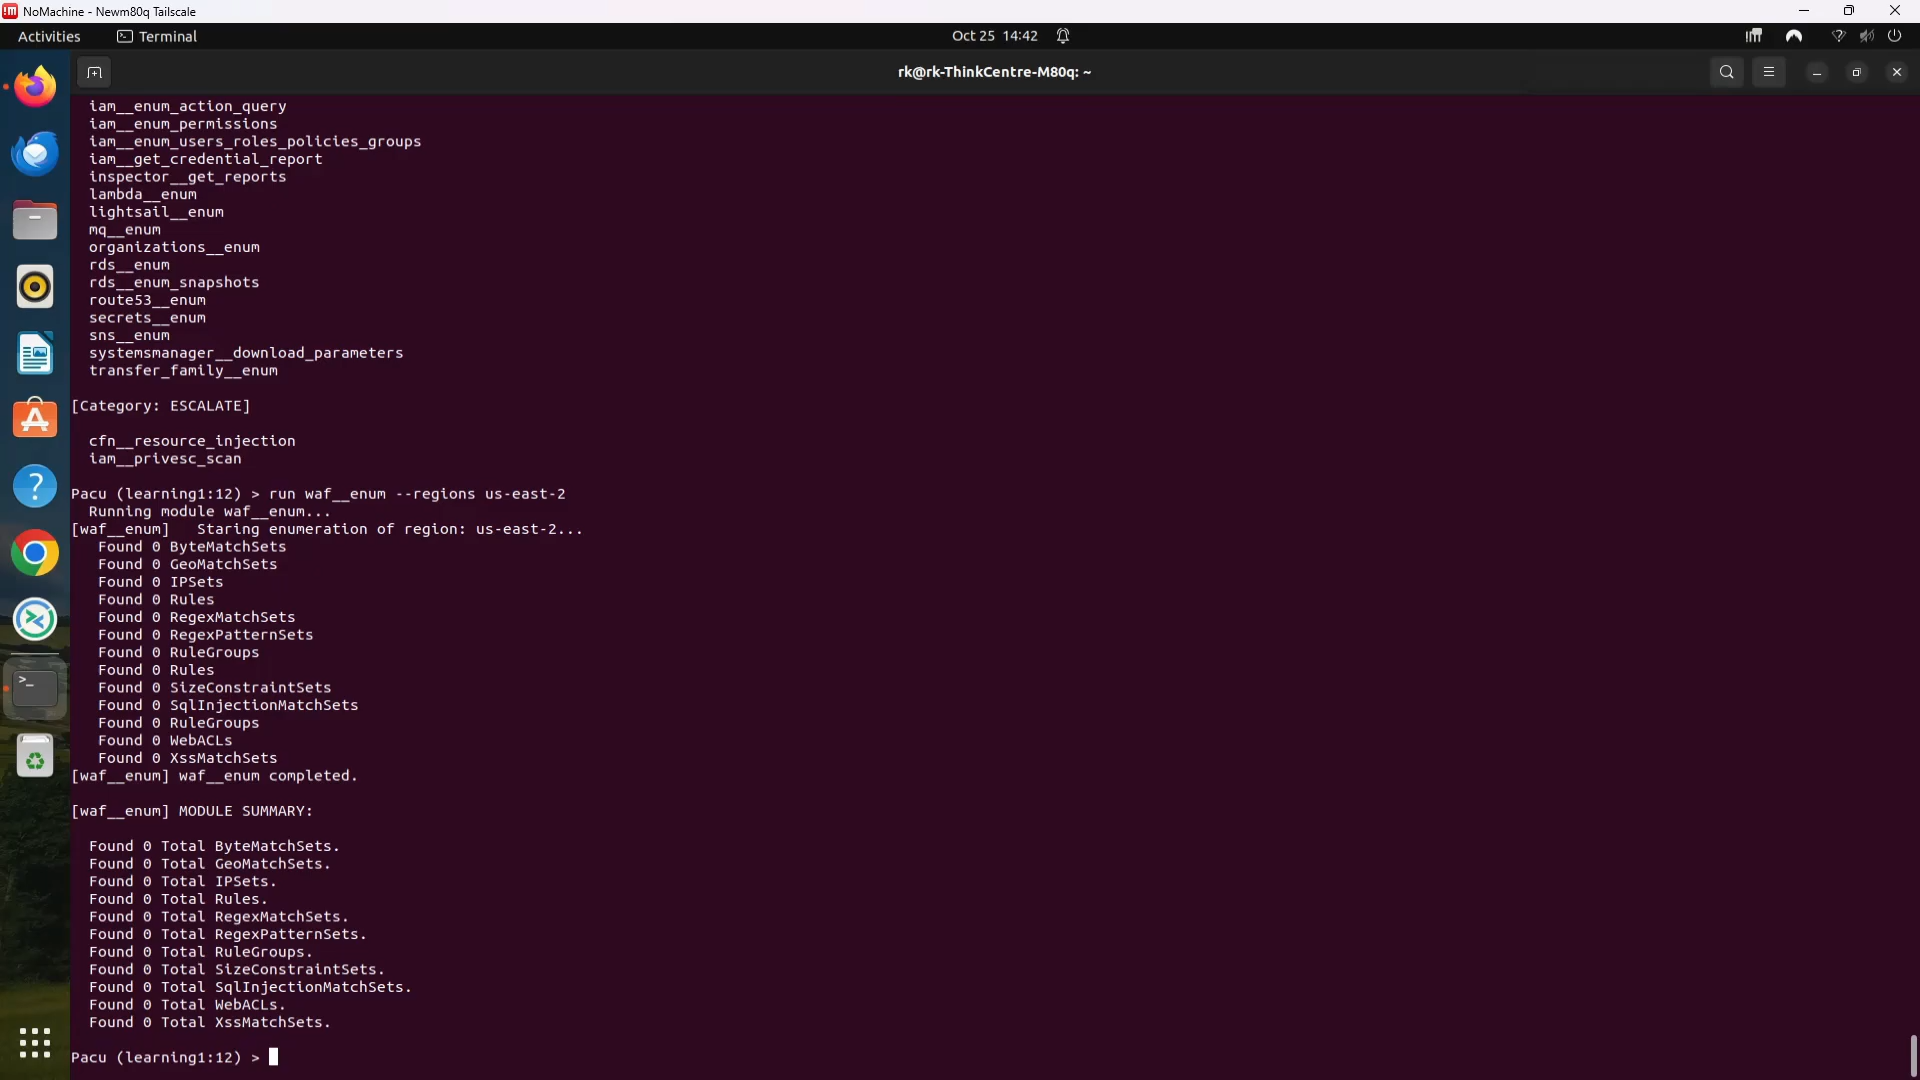 NoMachine - Newm80q Tailscale
Activities
Terminal
Oct 25 14:42
rk@rk-ThinkCentre-M80q: ~
iam__enum_action_query
iam__enum_permissions
iam__enum_users_roles_policies_groups
iam__get_credential_report
inspector__get_reports
lambda__enum
lightsail__enum
mq__enum
organizations__enum
rds__enum
rds__enum_snapshots
route53__enum
secrets__enum
sns__enum
systemsmanager__download_parameters
transfer_family__enum
[Category: ESCALATE]
cfn__resource_injection
iam__privesc_scan
Pacu (learning1:12) > run waf__enum --regions us-east-2
Running module waf__enum...
[waf__enum]   Staring enumeration of region: us-east-2...
Found 0 ByteMatchSets
Found 0 GeoMatchSets
Found 0 IPSets
Found 0 Rules
Found 0 RegexMatchSets
Found 0 RegexPatternSets
Found 0 RuleGroups
Found 0 Rules
Found 0 SizeConstraintSets
Found 0 SqlInjectionMatchSets
Found 0 RuleGroups
Found 0 WebACLs
Found 0 XssMatchSets
[waf__enum] waf__enum completed.
[waf__enum] MODULE SUMMARY:
Found 0 Total ByteMatchSets.
Found 0 Total GeoMatchSets.
Found 0 Total IPSets.
Found 0 Total Rules.
Found 0 Total RegexMatchSets.
Found 0 Total RegexPatternSets.
Found 0 Total RuleGroups.
Found 0 Total SizeConstraintSets.
Found 0 Total SqlInjectionMatchSets.
Found 0 Total WebACLs.
Found 0 Total XssMatchSets.
Pacu (learning1:12) >